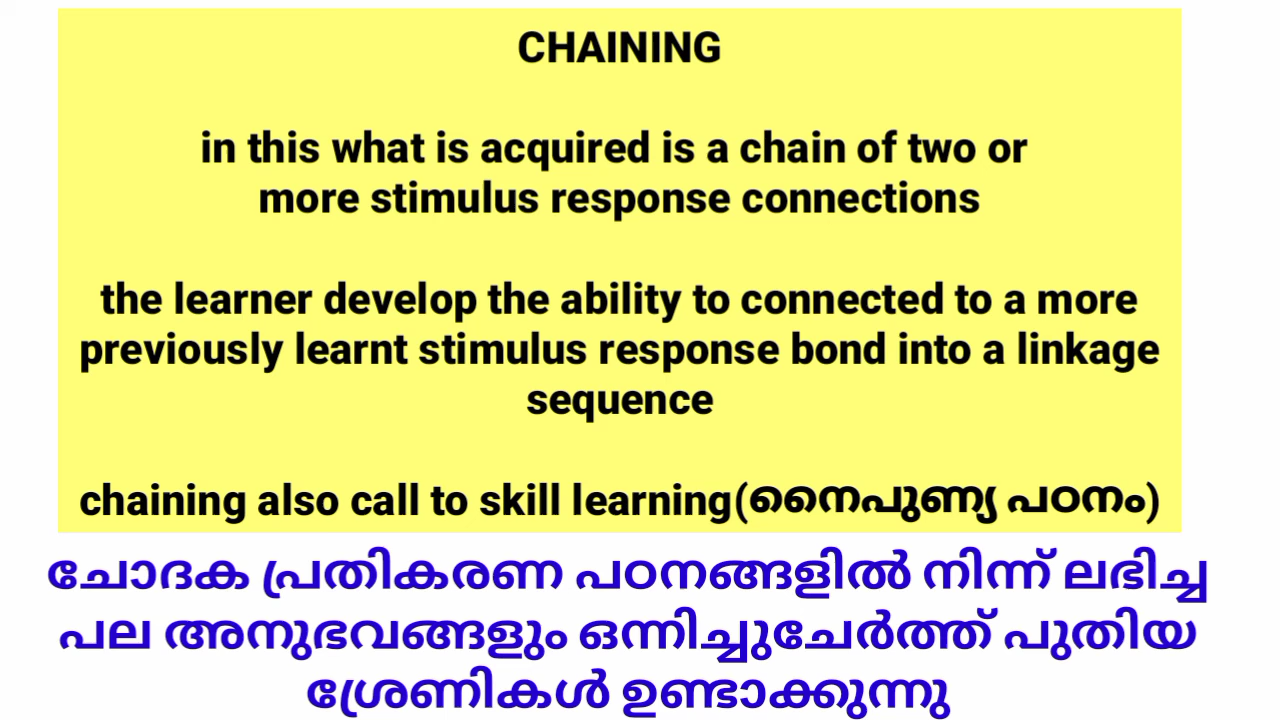 CHAINING
in this what is acquired is a chain of two or
more stimulus response connections
the learner develop the ability to connected to a more
previously learnt stimulus response bond into a linkage
sequence
chaining also call to skill learning(നൈപുണ്യ പഠനം)
ചോദക പ്രതികരണ പഠനങ്ങളിൽ നിന്ന് ലഭിച്ച
പല അനുഭവങ്ങളും ഒന്നിച്ചുചേർത്ത് പുതിയ
ശ്രേണികൾ ഉണ്ടാക്കുന്നു